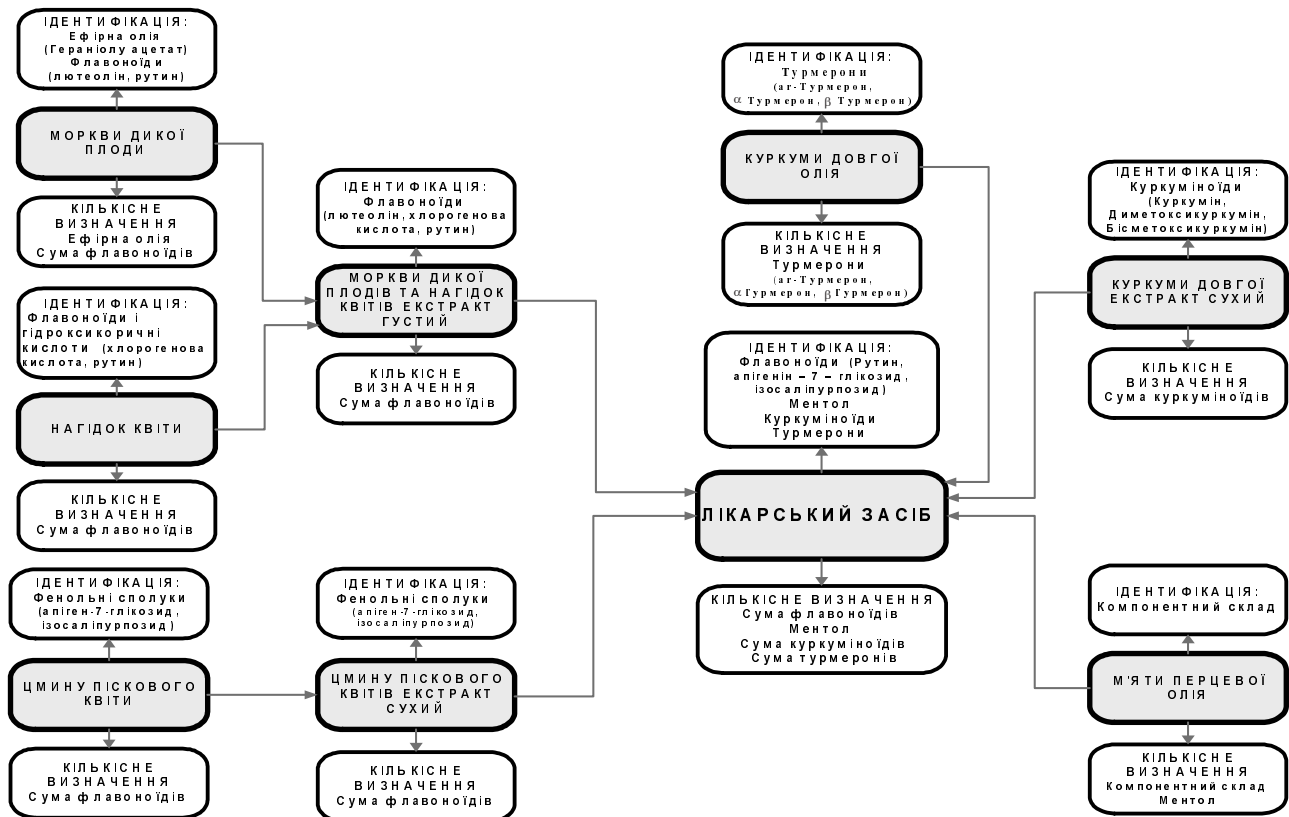 ІДЕНТИФІКАЦІЯ:
Ефірна олія
(Гераніолу ацетат)
Флавоноїди
(лютеолін, рутин)
МОРКВИ ДИКОЇ
ПЛОДИ
КІЛЬКІСНЕ
ВИЗНАЧЕННЯ
Ефірна олія
Сума флавоноїдів
ІДЕНТИФІКАЦІЯ:
Флавоноїди і
гідроксикоричні
кислоти (хлорогенова
кислота, рутин)
НАГІДОК КВІТИ
КІЛЬКІСНЕ
ВИЗНАЧЕННЯ
Сума флавоноїдів
ІДЕНТИФІКАЦІЯ:
Фенольні сполуки
(апіген-7-глікозид,
ізосаліпурпозид)
ЦМИНУ ПІСКОВОГО
КВІТИ
КІЛЬКІСНЕ
ВИЗНАЧЕННЯ
Сума флавоноїдів
ІДЕНТИФІКАЦІЯ:
Флавоноїди
(лютеолін, хлорогенова
кислота, рутин)
МОРКВИ ДИКОЇ
ПЛОДІВ ТА НАГІДОК
КВІТІВ ЕКСТРАКТ
ГУСТИЙ
КІЛЬКІСНЕ
ВИЗНАЧЕННЯ
Сума флавоноїдів
ІДЕНТИФІКАЦІЯ:
Фенольні сполуки
(апіген-7-глікозид,
ізосаліпурпозид)
ЦМИНУ ПІСКОВОГО
КВІТІВ ЕКСТРАКТ
СУХИЙ
КІЛЬКІСНЕ
ВИЗНАЧЕННЯ
Сума флавоноїдів
ІДЕНТИФІКАЦІЯ:
Турмерони
(ar-Турмерон,
α Турмерон, β Турмерон)
КУРКУМИ ДОВГОЇ
ОЛІЯ
КІЛЬКІСНЕ
ВИЗНАЧЕННЯ
Турмерони
(ar-Турмерон,
α Турмерон, β Турмерон)
ІДЕНТИФІКАЦІЯ:
Флавоноїди (Рутин,
апігенін – 7 – глікозид,
ізосаліпурпозид)
Ментол
Куркуміноїди
Турмерони
ЛІКАРСЬКИЙ ЗАСІБ
КІЛЬКІСНЕ ВИЗНАЧЕННЯ
Сума флавоноїдів
Ментол
Сума куркуміноїдів
Сума турмеронів
ІДЕНТИФІКАЦІЯ:
Куркуміноїди
(Куркумін,
Диметоксикуркумін,
Бісметоксикуркумін)
КУРКУМИ ДОВГОЇ
ЕКСТРАКТ СУХИЙ
КІЛЬКІСНЕ
ВИЗНАЧЕННЯ
Сума куркуміноїдів
ІДЕНТИФІКАЦІЯ:
Компонентний склад
М'ЯТИ ПЕРЦЕВОЇ
ОЛІЯ
КІЛЬКІСНЕ
ВИЗНАЧЕННЯ
Компонентний склад
Ментол